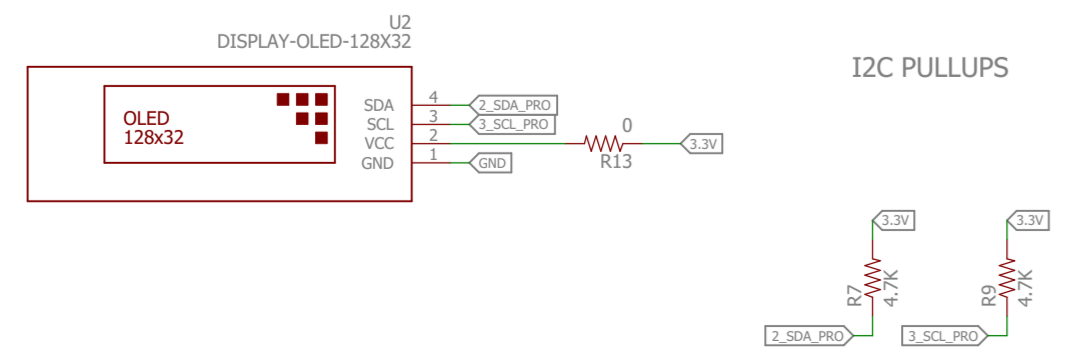 U2
DISPLAY-OLED-128X32
I2C PULLUPS
OLED
128x32
SDA 4 2_SDA_PRO
SCL 3 3_SCL_PRO
VCC 2 0 3.3V
R13
GND 1 GND
3.3V 3.3V
R7 4.7K R9 4.7K
2_SDA_PRO 3_SCL_PRO